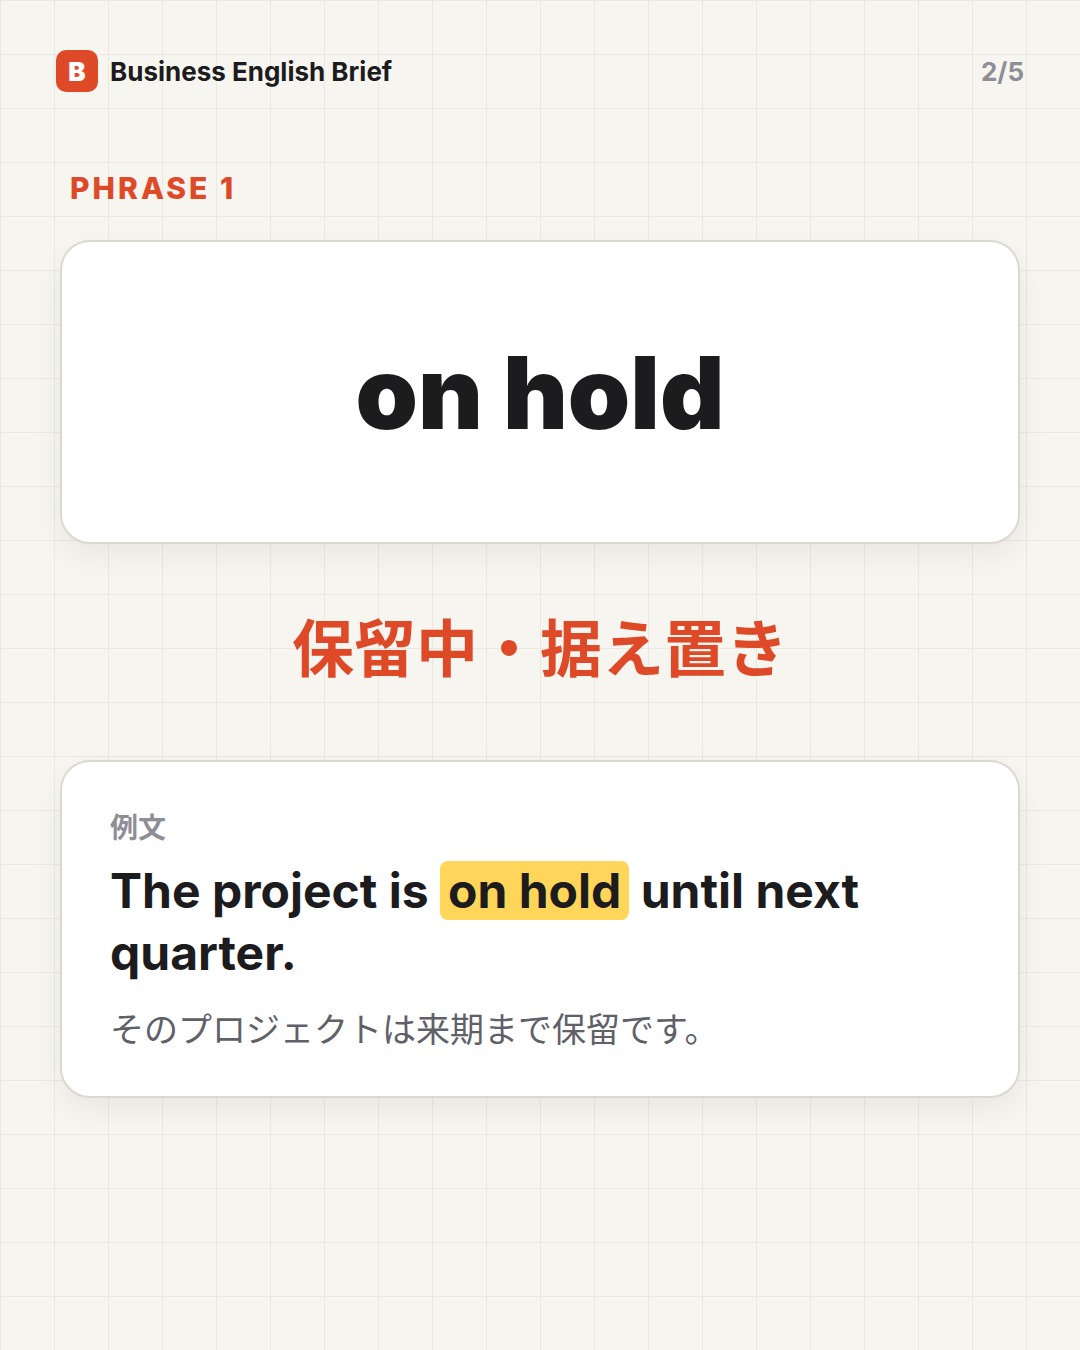 B Business English Brief
2/5
PHRASE 1
on hold
保留中・据え置き
例文
The project is on hold until next
quarter.
そのプロジェクトは来期まで保留です。